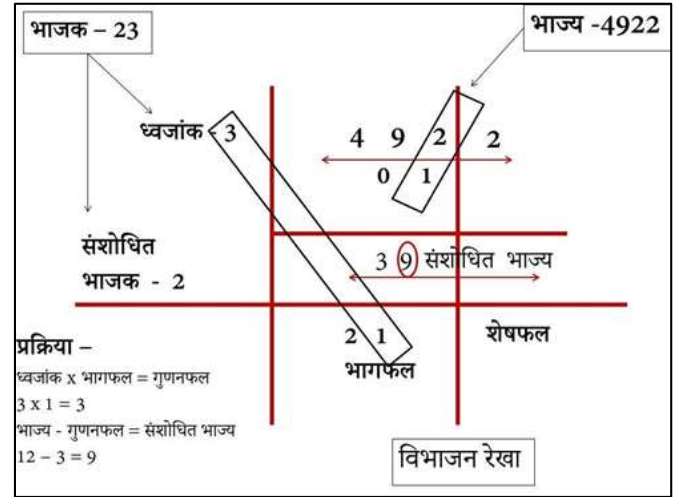 भाजक – 23
भाज्य -4922
ध्वजांक - 3
4 9 2 2
0 1
संशोधित
भाजक - 2
3 9 संशोधित भाज्य
2 1
भागफल
शेषफल
प्रक्रिया –
ध्वजांक x भागफल = गुणनफल
3 x 1 = 3
भाज्य - गुणनफल = संशोधित भाज्य
12 – 3 = 9
विभाजन रेखा